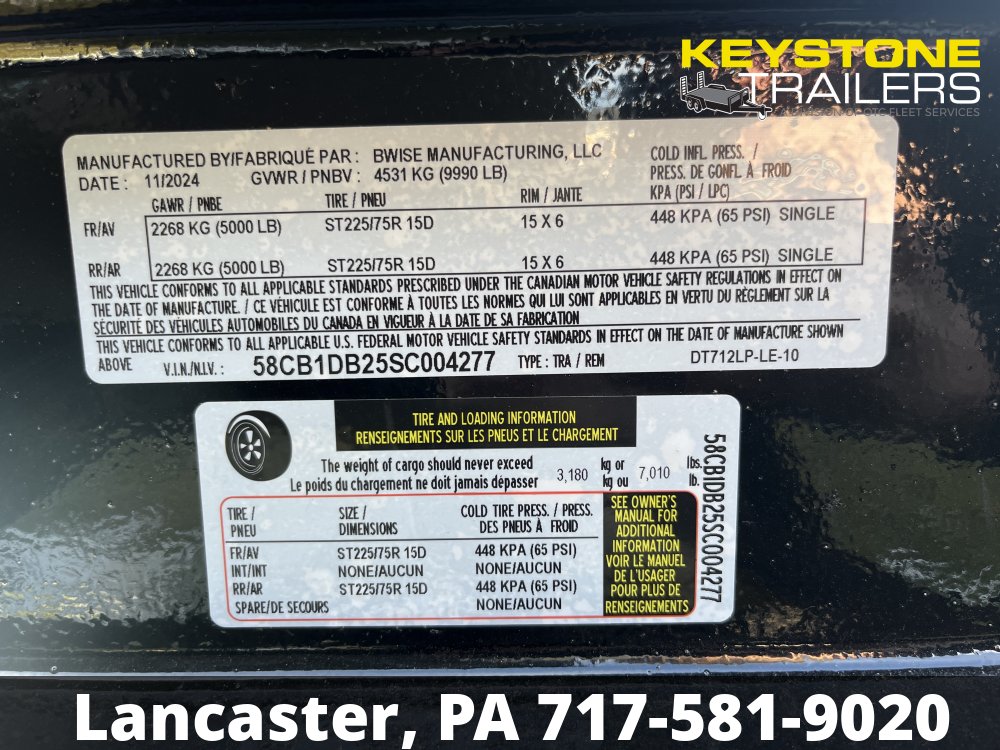 KEYSTONE
TRAILERS
A DIVISION OF OTC FLEET SERVICES
MANUFACTURED BY/FABRIQUÉ PAR : BWISE MANUFACTURING, LLC
DATE : 11/2024 GVWR / PNBV : 4531 KG (9990 LB)
COLD INFL. PRESS. /
PRESS. DE GONFL. À FROID
KPA (PSI / LPC)
GAWR / PNBE TIRE / PNEU RIM / JANTE
FR/AV 2268 KG (5000 LB) ST225/75R 15D 15 X 6 448 KPA (65 PSI) SINGLE
RR/AR 2268 KG (5000 LB) ST225/75R 15D 15 X 6 448 KPA (65 PSI) SINGLE
THIS VEHICLE CONFORMS TO ALL APPLICABLE STANDARDS PRESCRIBED UNDER THE CANADIAN MOTOR VEHICLE SAFETY REGULATIONS IN EFFECT ON
THE DATE OF MANUFACTURE. / CE VÉHICULE EST CONFORME À TOUTES LES NORMES QUI LUI SONT APPLICABLES EN VERTU DU RÈGLEMENT SUR LA
SÉCURITÉ DES VÉHICULES AUTOMOBILES DU CANADA EN VIGUEUR À LA DATE DE SA FABRICATION
THIS VEHICLE CONFORMS TO ALL APPLICABLE U.S. FEDERAL MOTOR VEHICLE SAFETY STANDARDS IN EFFECT ON THE DATE OF MANUFACTURE SHOWN
ABOVE V.I.N./N.I.V. : 58CB1DB25SC004277 TYPE : TRA / REM DT712LP-LE-10
TIRE AND LOADING INFORMATION
RENSEIGNEMENTS SUR LES PNEUS ET LE CHARGEMENT
The weight of cargo should never exceed 3,180 kg or 7,010 lbs.
Le poids du chargement ne doit jamais dépasser kg ou lb.
TIRE / SIZE / COLD TIRE PRESS. / PRESS.
PNEU DIMENSIONS DES PNEUS À FROID
FR/AV ST225/75R 15D 448 KPA (65 PSI)
INT/INT NONE/AUCUN NONE/AUCUN
RR/AR ST225/75R 15D 448 KPA (65 PSI)
SPARE/DE SECOURS NONE/AUCUN
SEE OWNER'S
MANUAL FOR
ADDITIONAL
INFORMATION
VOIR LE MANUEL
DE L'USAGER
POUR PLUS DE
RENSEIGNEMENTS
58CB1DB25SC004277
Lancaster, PA 717-581-9020